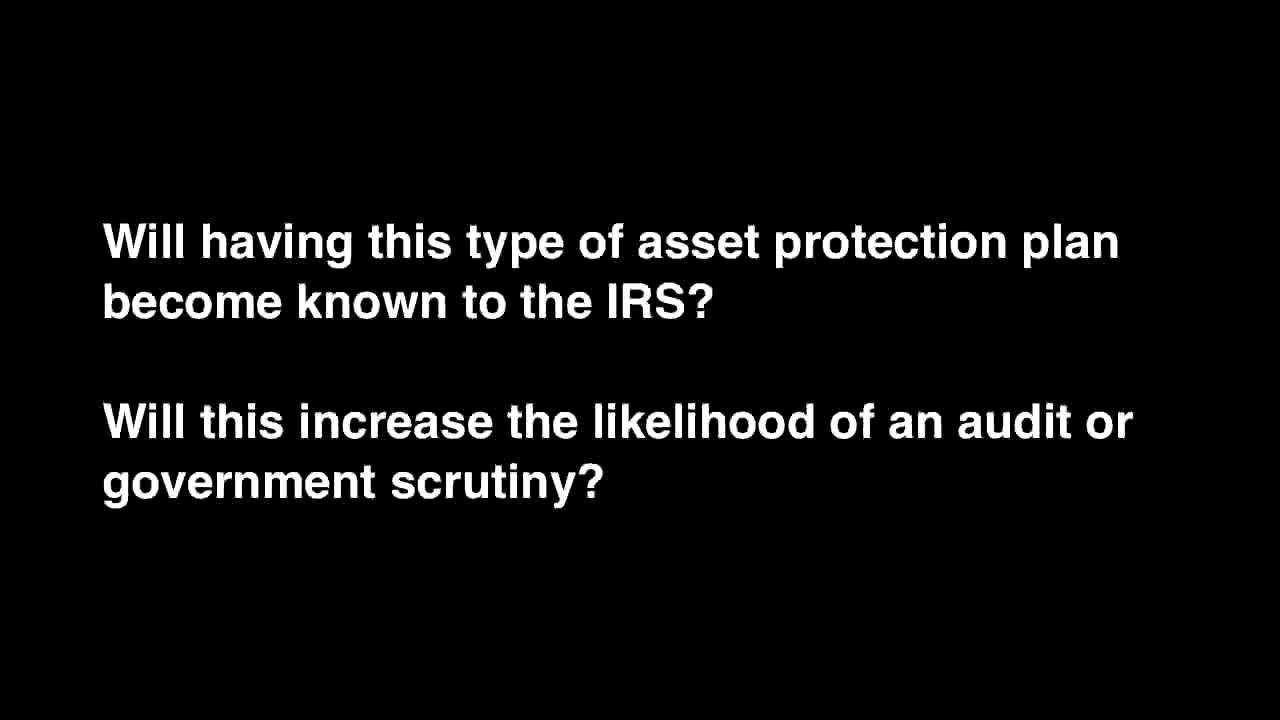 Will having this type of asset protection plan
become known to the IRS?
Will this increase the likelihood of an audit or
government scrutiny?